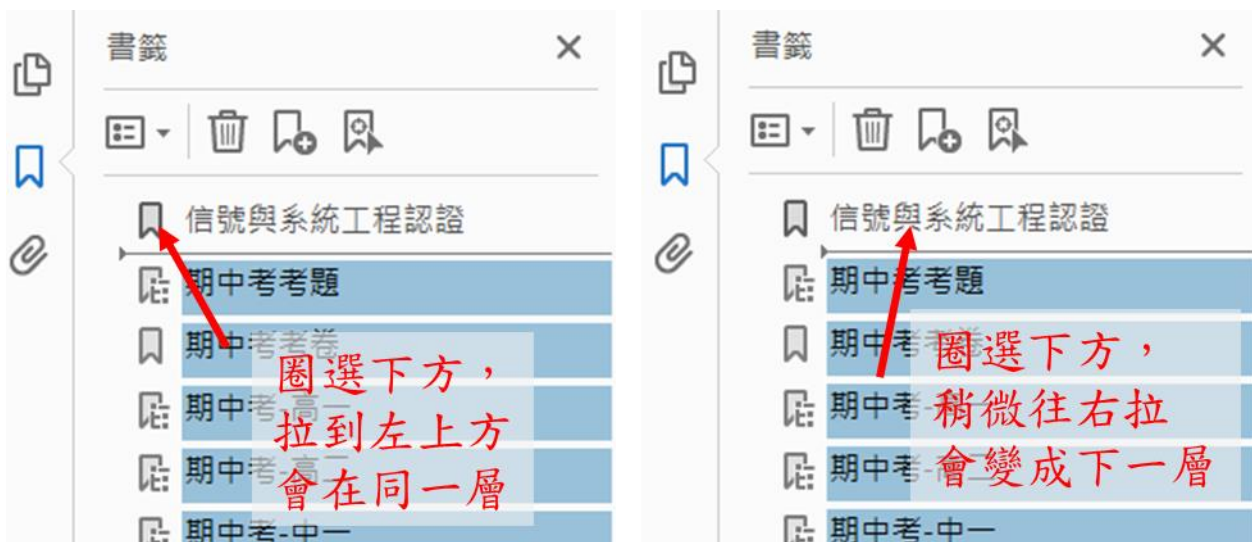 書籤
信號與系統工程認證
期中考考題
期中考考卷
期中考-高一
期中考-高二
期中考-中一
圈選下方，
拉到左上方
會在同一層
書籤
信號與系統工程認證
期中考考題
期中考考卷
期中考-高一
期中考-高二
期中考-中一
圈選下方，
稍微往右拉
會變成下一層